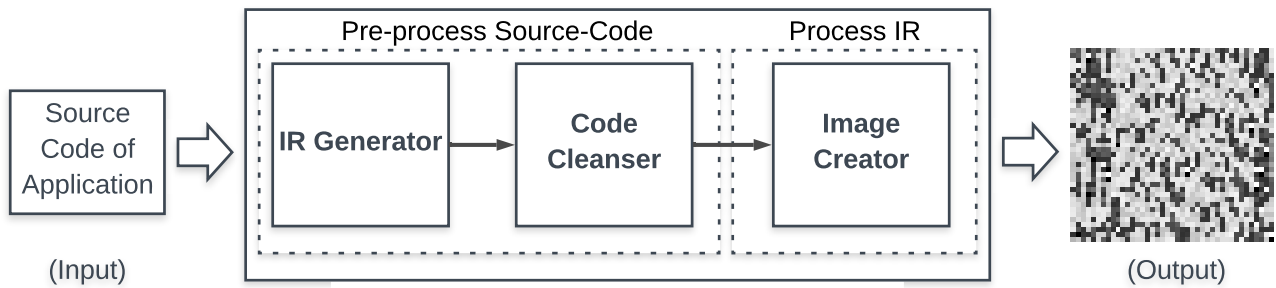 Pre-process Source-Code
Process IR
Source
Code of
Application
IR Generator
Code
Cleanser
Image
Creator
(Input)
(Output)